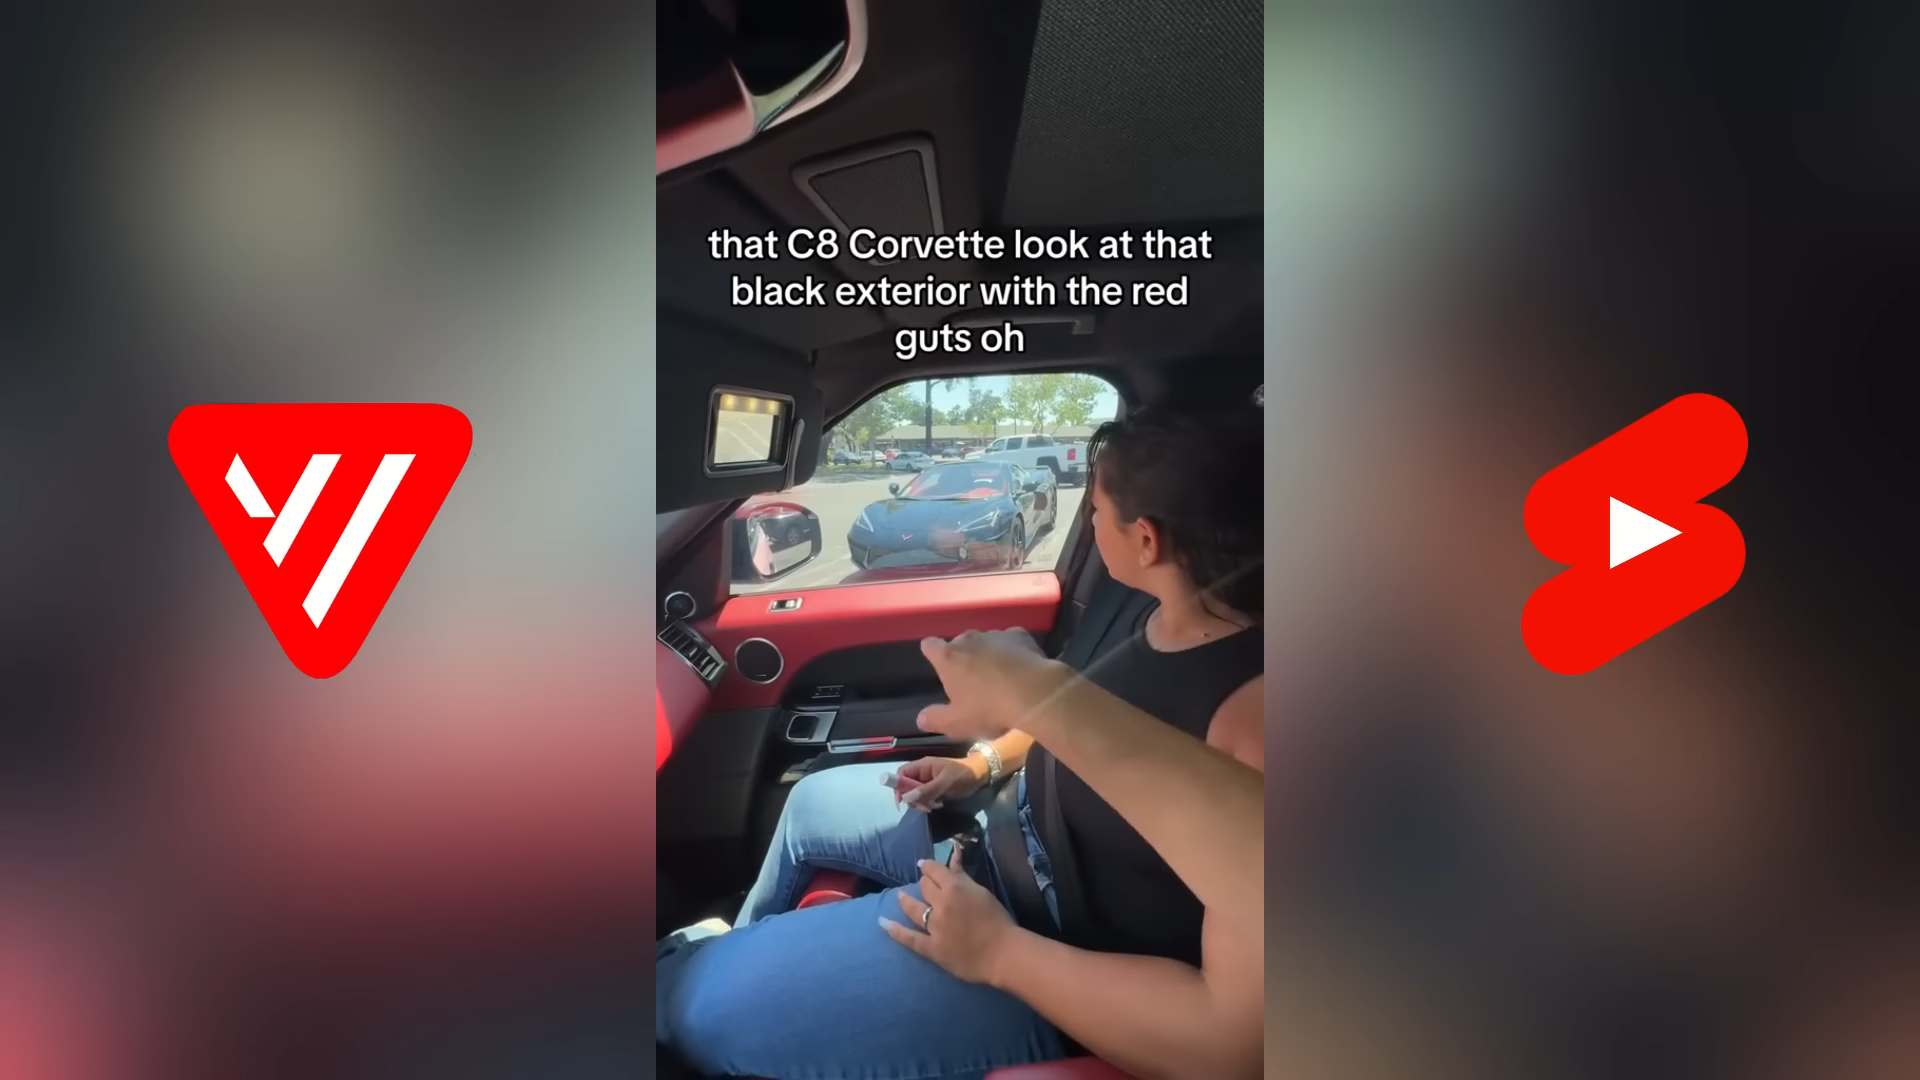 that C8 Corvette look at that
black exterior with the red
guts oh